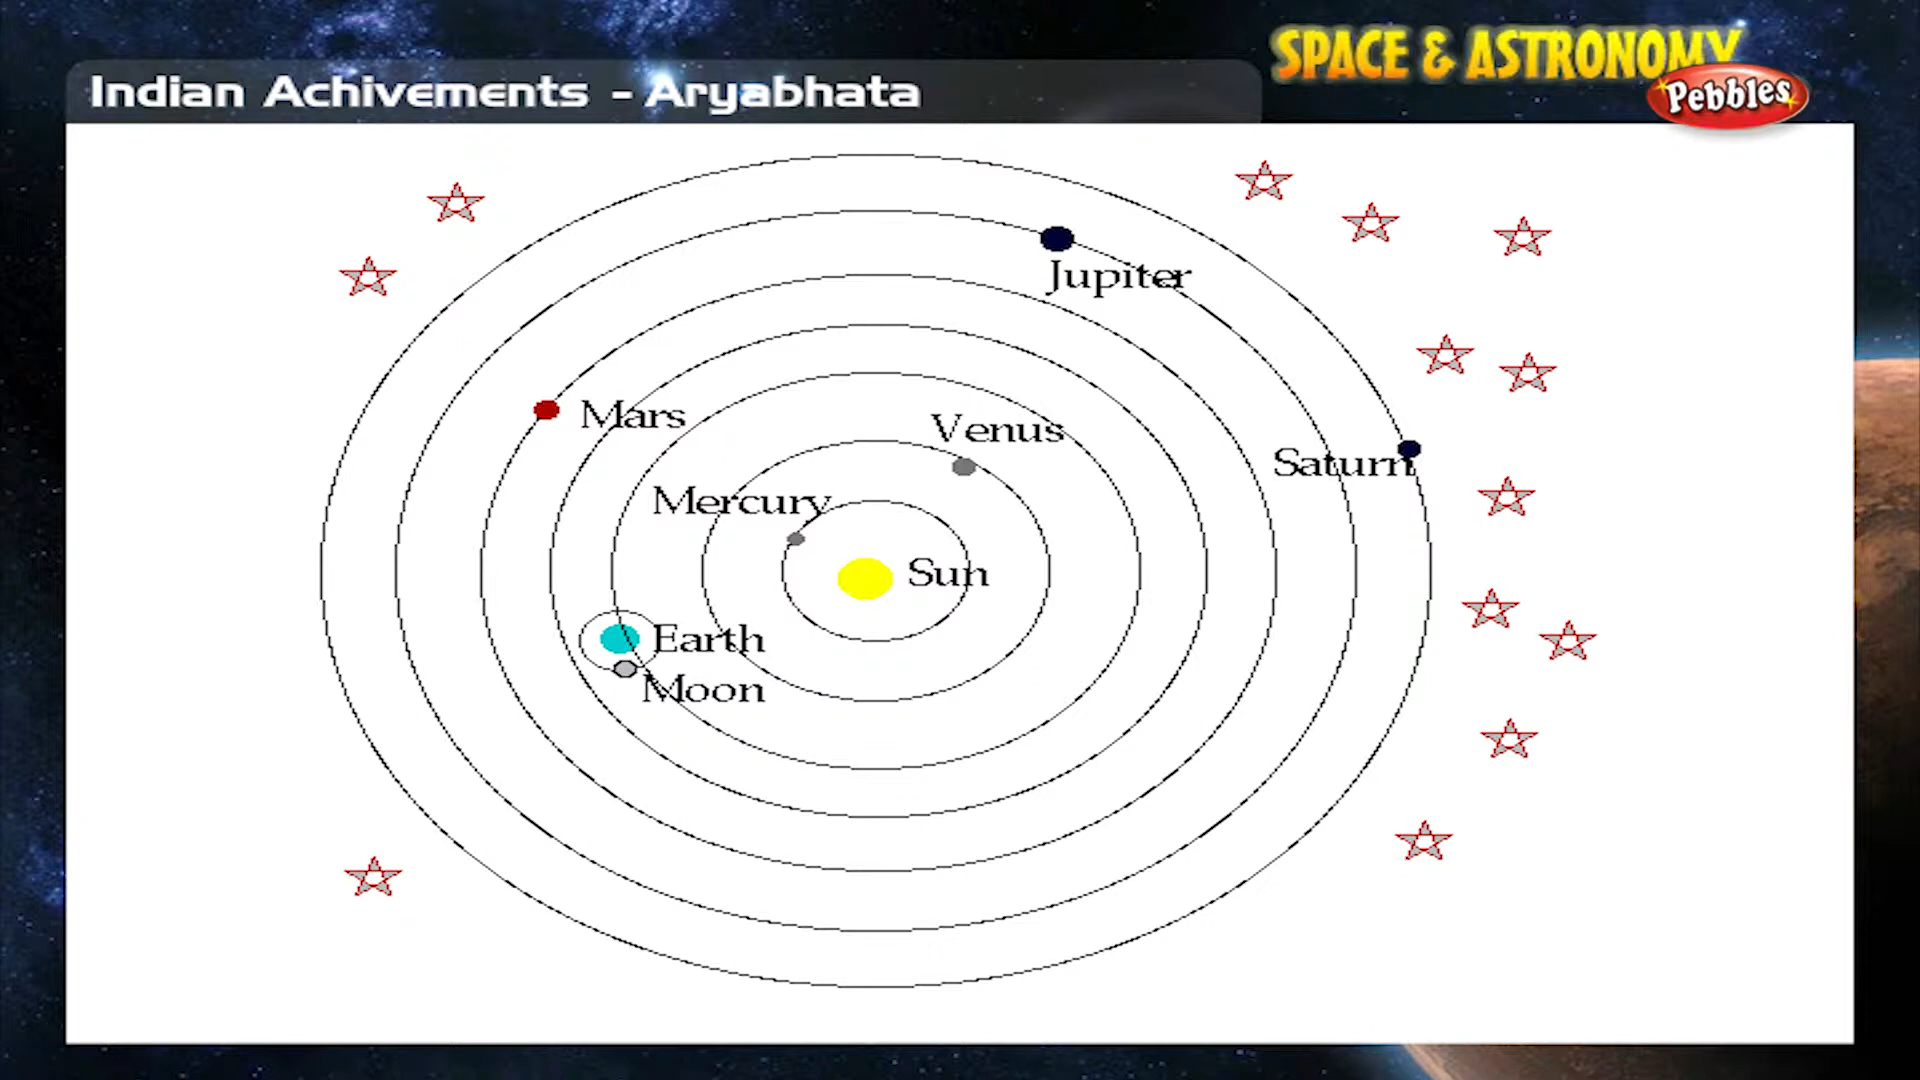 SPACE & ASTRONOMY
Pebbles
Indian Achivements - Aryabhata
Jupiter
Mars
Venus
Saturn
Mercury
Sun
Earth
Moon